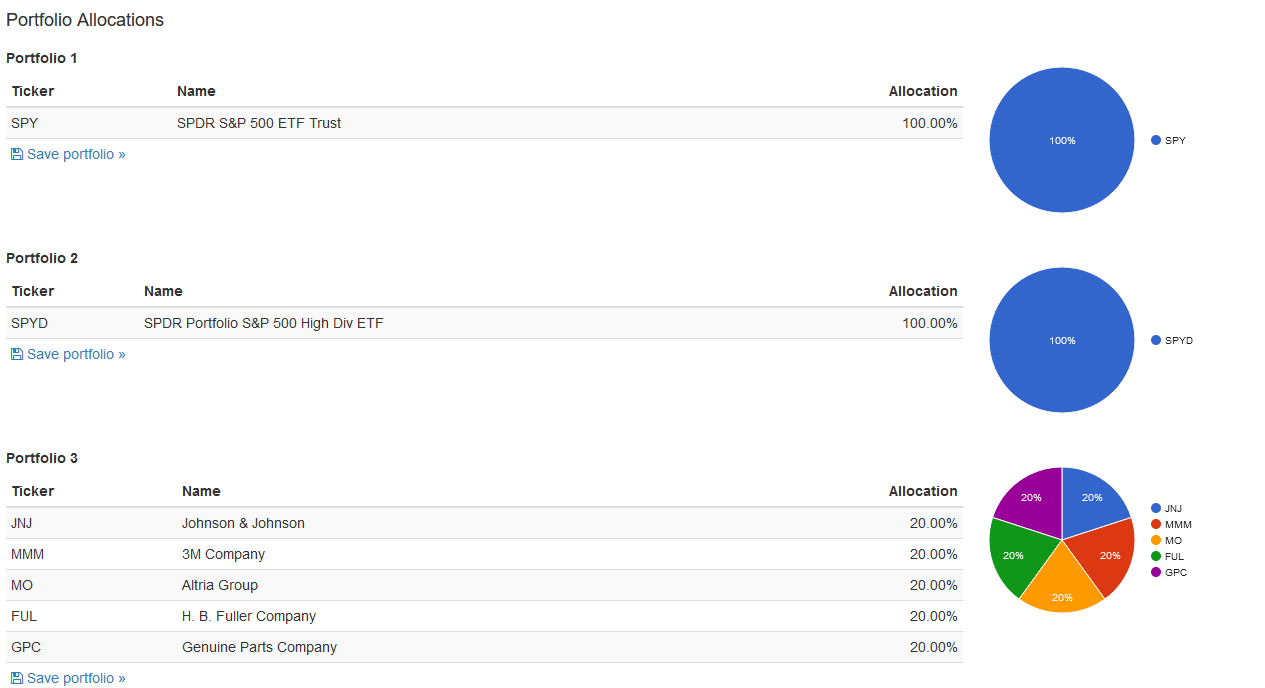 Portfolio Allocations
Portfolio 1
Ticker Name Allocation
SPY SPDR S&P 500 ETF Trust 100.00%
Save portfolio »
100%
SPY
Portfolio 2
Ticker Name Allocation
SPYD SPDR Portfolio S&P 500 High Div ETF 100.00%
Save portfolio »
100%
SPYD
Portfolio 3
Ticker Name Allocation
JNJ Johnson & Johnson 20.00%
MMM 3M Company 20.00%
MO Altria Group 20.00%
FUL H. B. Fuller Company 20.00%
GPC Genuine Parts Company 20.00%
Save portfolio »
20% 20%
20% 20%
20%
JNJ
MMM
MO
FUL
GPC